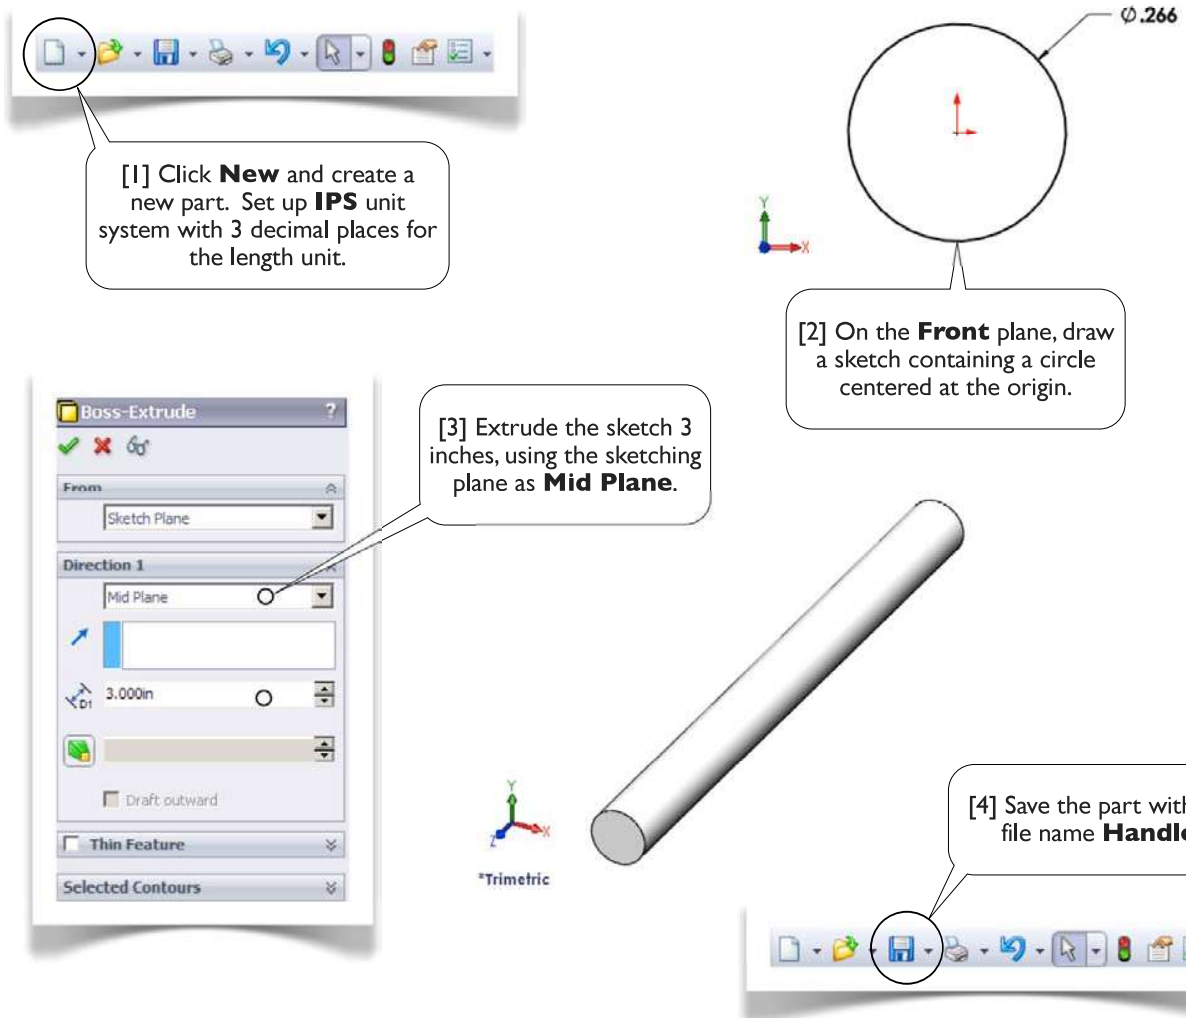 [1] Click New and create a
new part. Set up IPS unit
system with 3 decimal places for
the length unit.
Ø.266
Y
X
[2] On the Front plane, draw
a sketch containing a circle
centered at the origin.
Boss-Extrude ?
From
Sketch Plane
Direction 1
Mid Plane
D1 3.000in
Draft outward
Thin Feature
Selected Contours
[3] Extrude the sketch 3
inches, using the sketching
plane as Mid Plane.
Y
X
Z
*Trimetric
[4] Save the part with
file name Handle